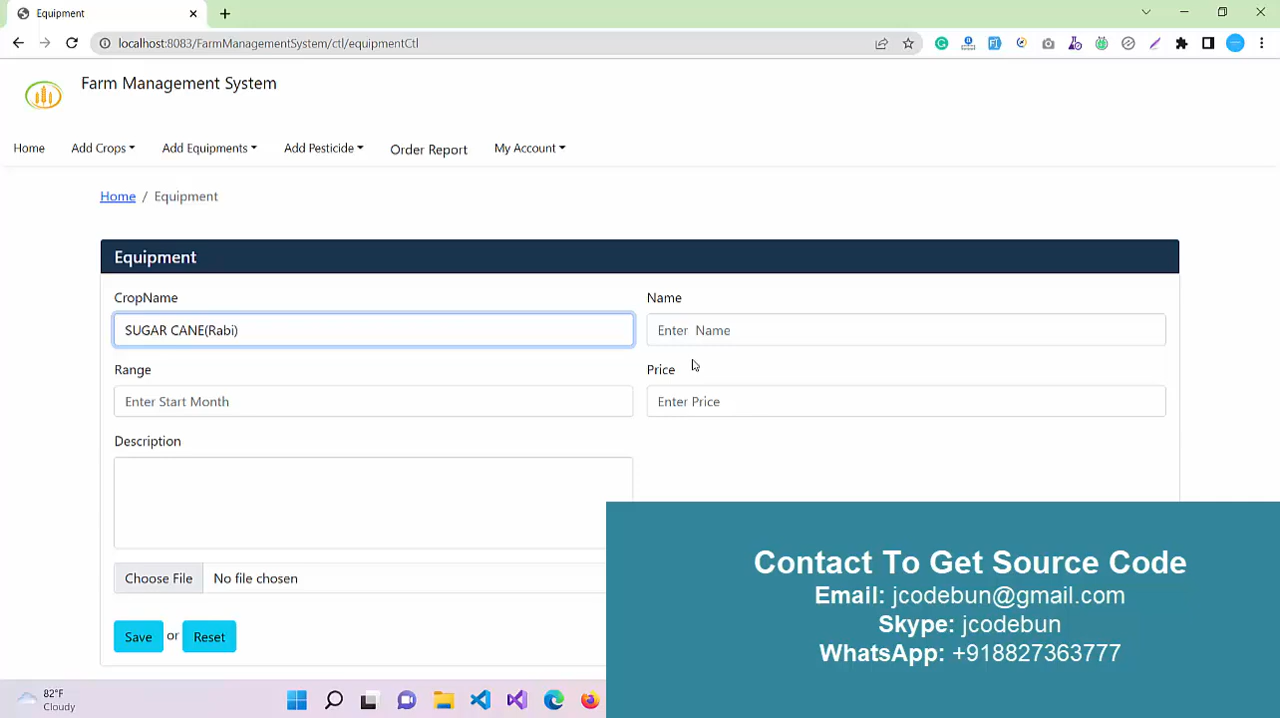 Equipment
localhost:8083/FarmManagementSystem/ctl/equipmentCtl
Farm Management System
Home Add Crops Add Equipments Add Pesticide Order Report My Account
Home / Equipment
Equipment
CropName Name
SUGAR CANE(Rabi) Enter Name
Range Price
Enter Start Month Enter Price
Description
Choose File No file chosen
Save or Reset
Contact To Get Source Code
Email: jcodebun@gmail.com
Skype: jcodebun
WhatsApp: +918827363777
82°F
Cloudy